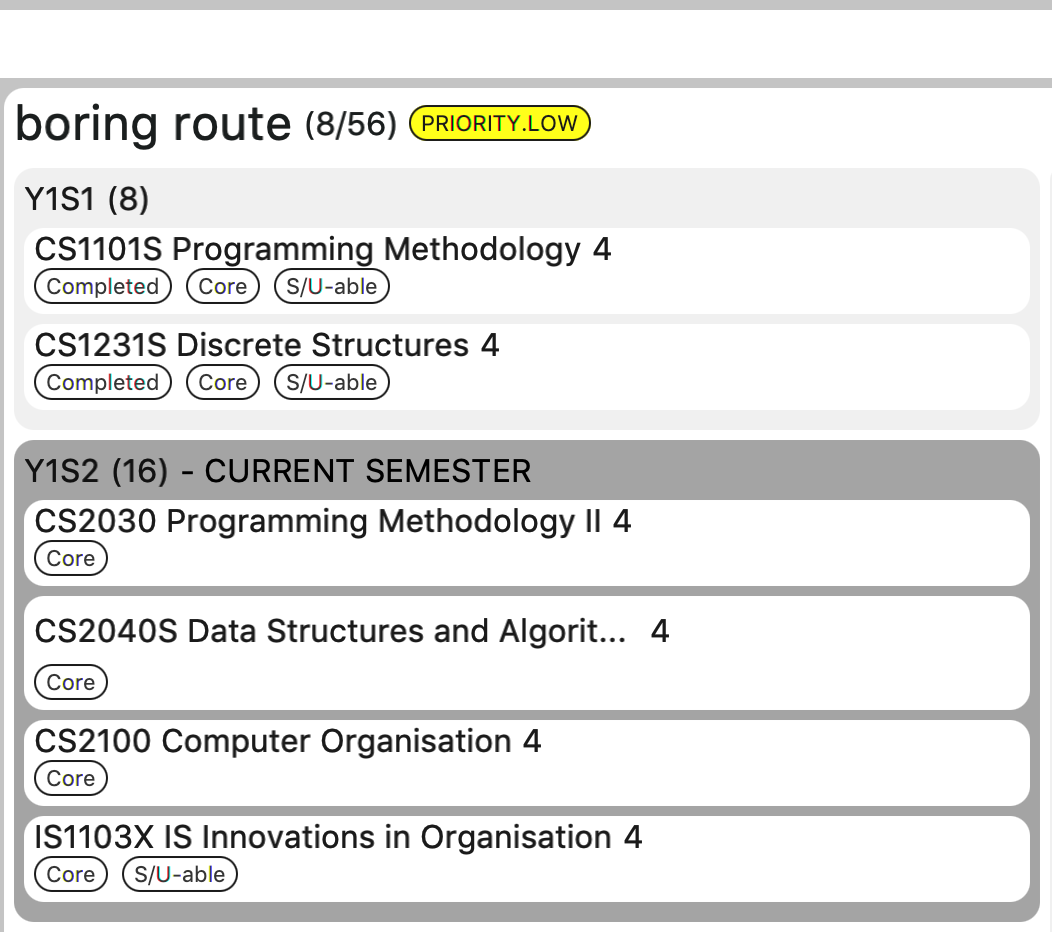 boring route (8/56) PRIORITY.LOW
Y1S1 (8)
CS1101S Programming Methodology 4
Completed Core S/U-able
CS1231S Discrete Structures 4
Completed Core S/U-able
Y1S2 (16) - CURRENT SEMESTER
CS2030 Programming Methodology II 4
Core
CS2040S Data Structures and Algorit... 4
Core
CS2100 Computer Organisation 4
Core
IS1103X IS Innovations in Organisation 4
Core S/U-able